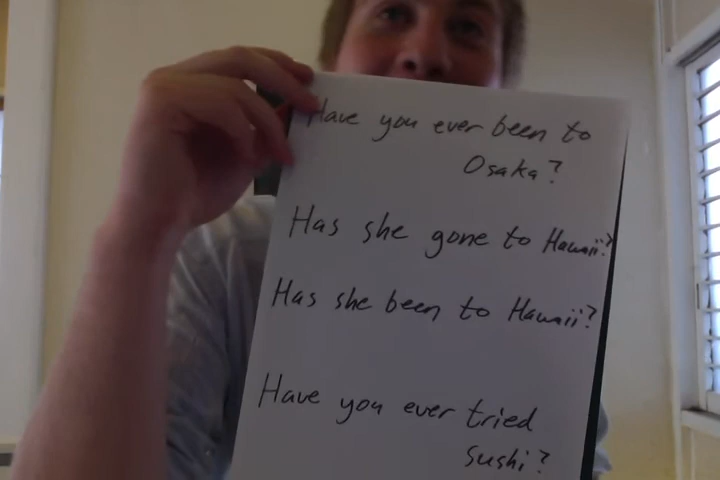 Have you ever been to
Osaka?
Has she gone to Hawaii?
Has she been to Hawaii?
Have you ever tried
sushi?